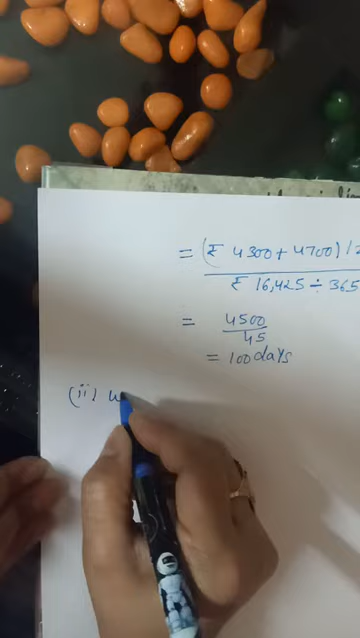 = (₹ 4300 + 4700) / 2
₹ 16,425 ÷ 365
= 4500
45
= 100 days
(ii) w